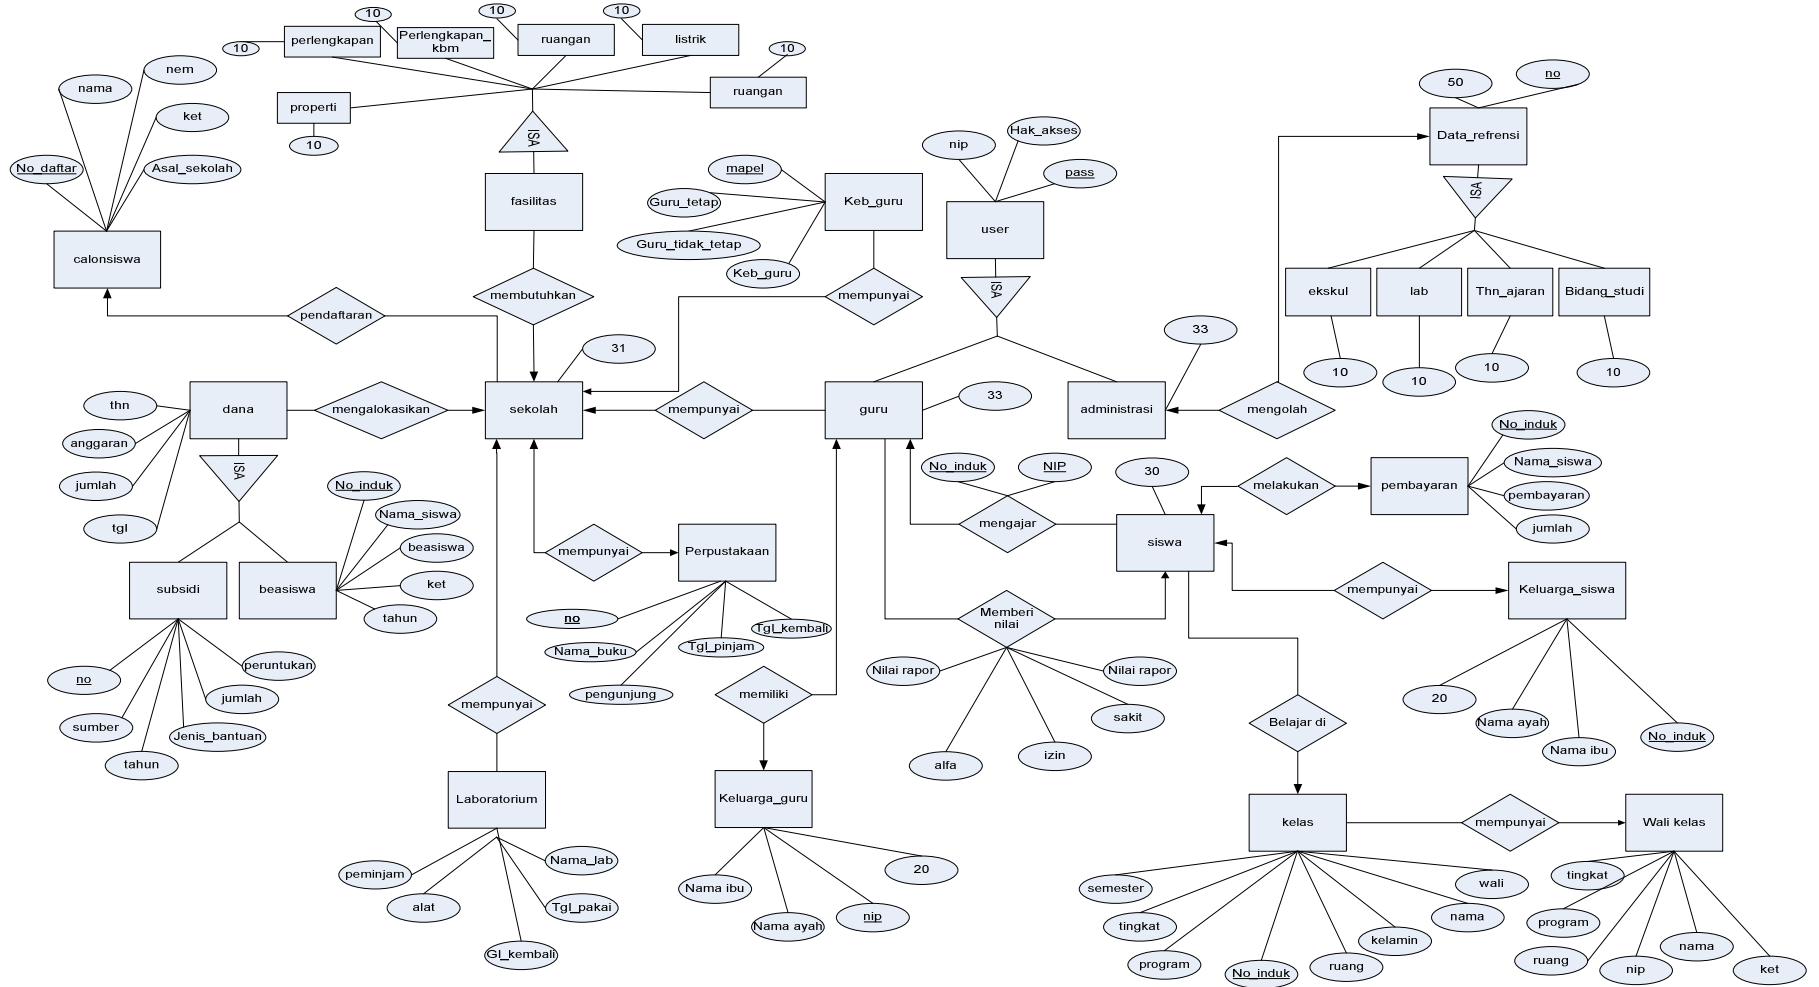 10
10
10
perlengkapan
Perlengkapan_
kbm
ruangan
listrik
10
10
nem
nama
properti
ruangan
ket
10
ISA
No_daftar
Asal_sekolah
fasilitas
calonsiswa
pendaftaran
membutuhkan
mapel
Guru_tetap
Guru_tidak_tetap
Keb_guru
Keb_guru
mempunyai
nip
Hak_akses
pass
user
ISA
50
no
Data_refrensi
ISA
ekskul
lab
Thn_ajaran
Bidang_studi
10
10
10
10
31
33
thn
anggaran
jumlah
tgl
dana
mengalokasikan
sekolah
mempunyai
guru
33
administrasi
mengolah
ISA
No_induk
Nama_siswa
beasiswa
ket
tahun
subsidi
beasiswa
no
sumber
tahun
Jenis_bantuan
jumlah
peruntukan
mempunyai
Perpustakaan
no
Nama_buku
pengunjung
Tgl_pinjam
Tgl_kembali
No_induk
NIP
mengajar
30
siswa
melakukan
pembayaran
No_induk
Nama_siswa
pembayaran
jumlah
mempunyai
Keluarga_siswa
20
Nama ayah
Nama ibu
No_induk
Memberi
nilai
Nilai rapor
alfa
izin
sakit
Nilai rapor
mempunyai
memiliki
Belajar di
Laboratorium
peminjam
alat
Gl_kembali
Tgl_pakai
Nama_lab
Keluarga_guru
Nama ibu
Nama ayah
nip
20
kelas
mempunyai
Wali kelas
semester
tingkat
program
No_induk
ruang
kelamin
nama
wali
tingkat
program
ruang
nip
nama
ket